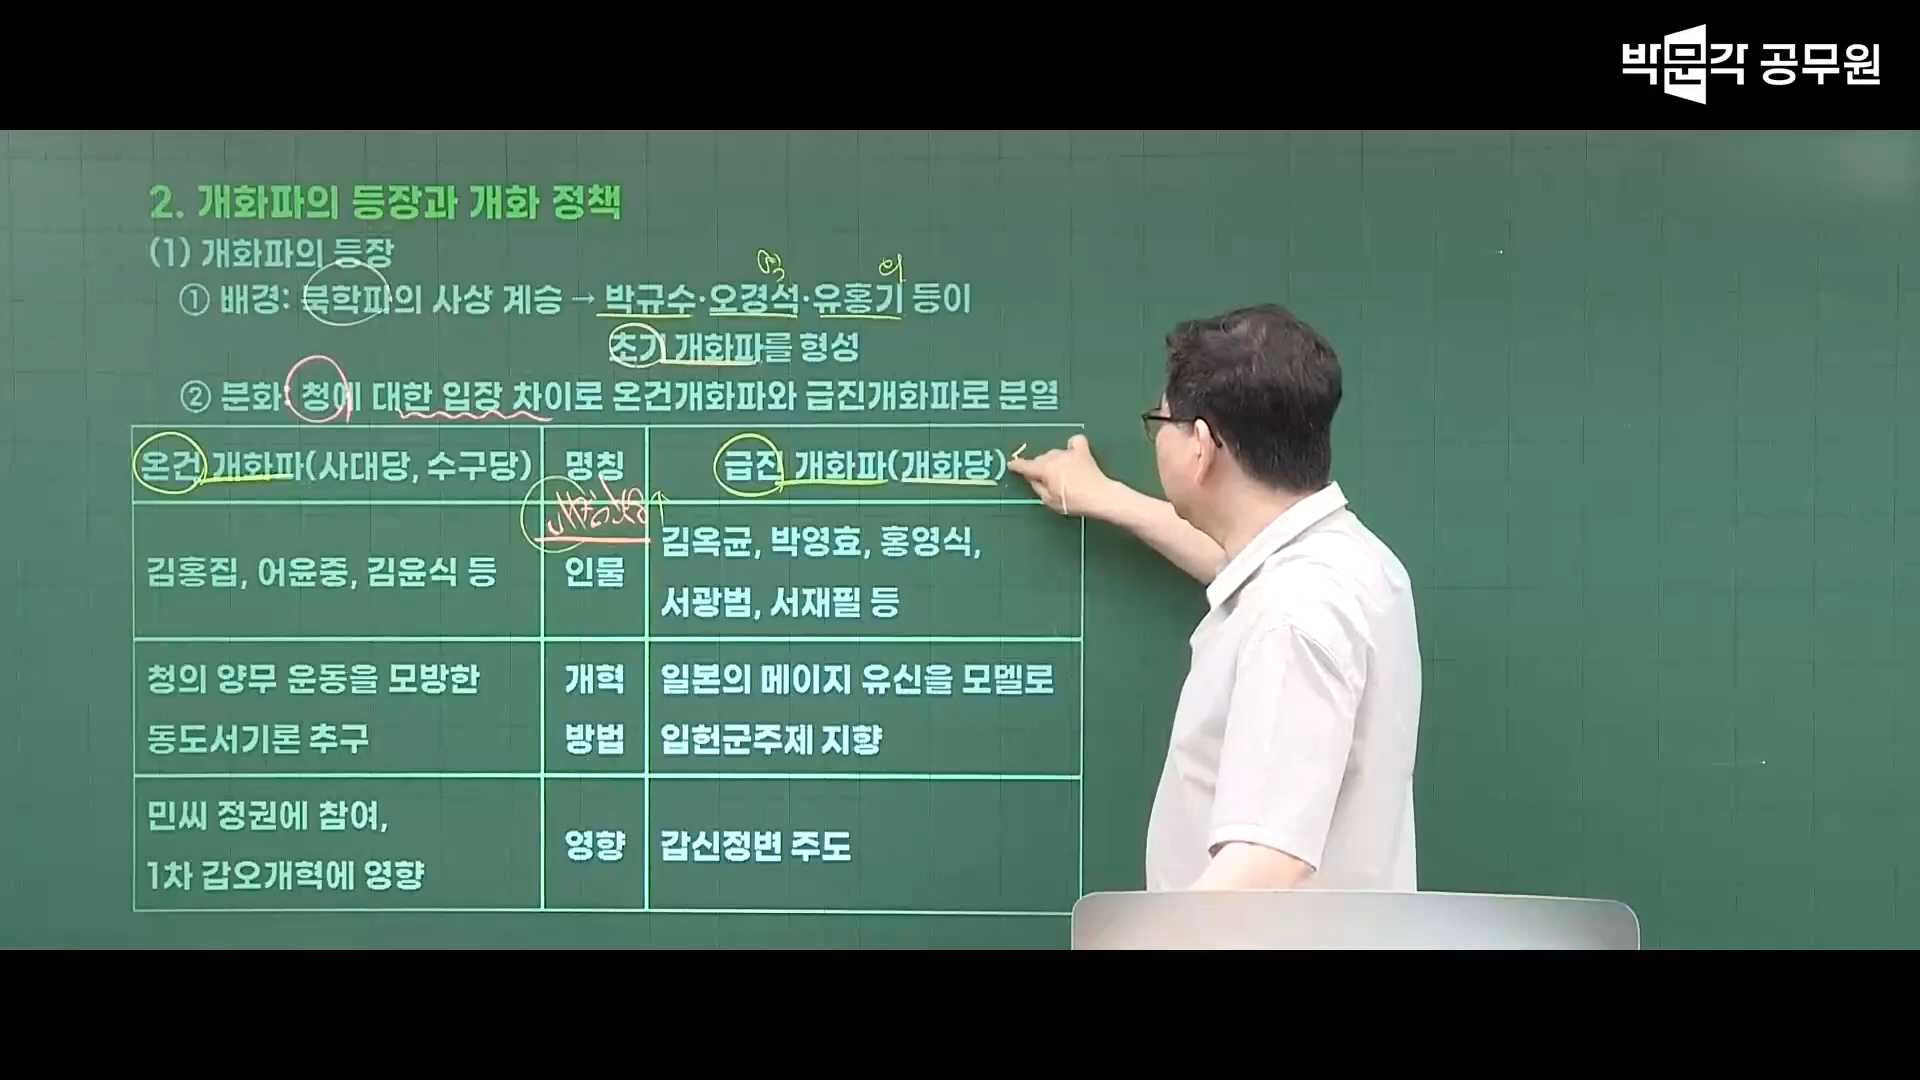 박문각 공무원
2. 개화파의 등장과 개화 정책
(1) 개화파의 등장
역 의
① 배경: 북학파의 사상 계승 → 박규수·오경석·유홍기 등이
초기 개화파를 형성
② 분화: 청에 대한 입장 차이로 온건개화파와 급진개화파로 분열
온건 개화파(사대당, 수구당) 명칭 급진 개화파(개화당)
김홍집, 어윤중, 김윤식 등 인물 김옥균, 박영효, 홍영식,
서광범, 서재필 등
청의 양무 운동을 모방한 개혁 일본의 메이지 유신을 모델로
동도서기론 추구 방법 입헌군주제 지향
민씨 정권에 참여, 영향 갑신정변 주도
1차 갑오개혁에 영향